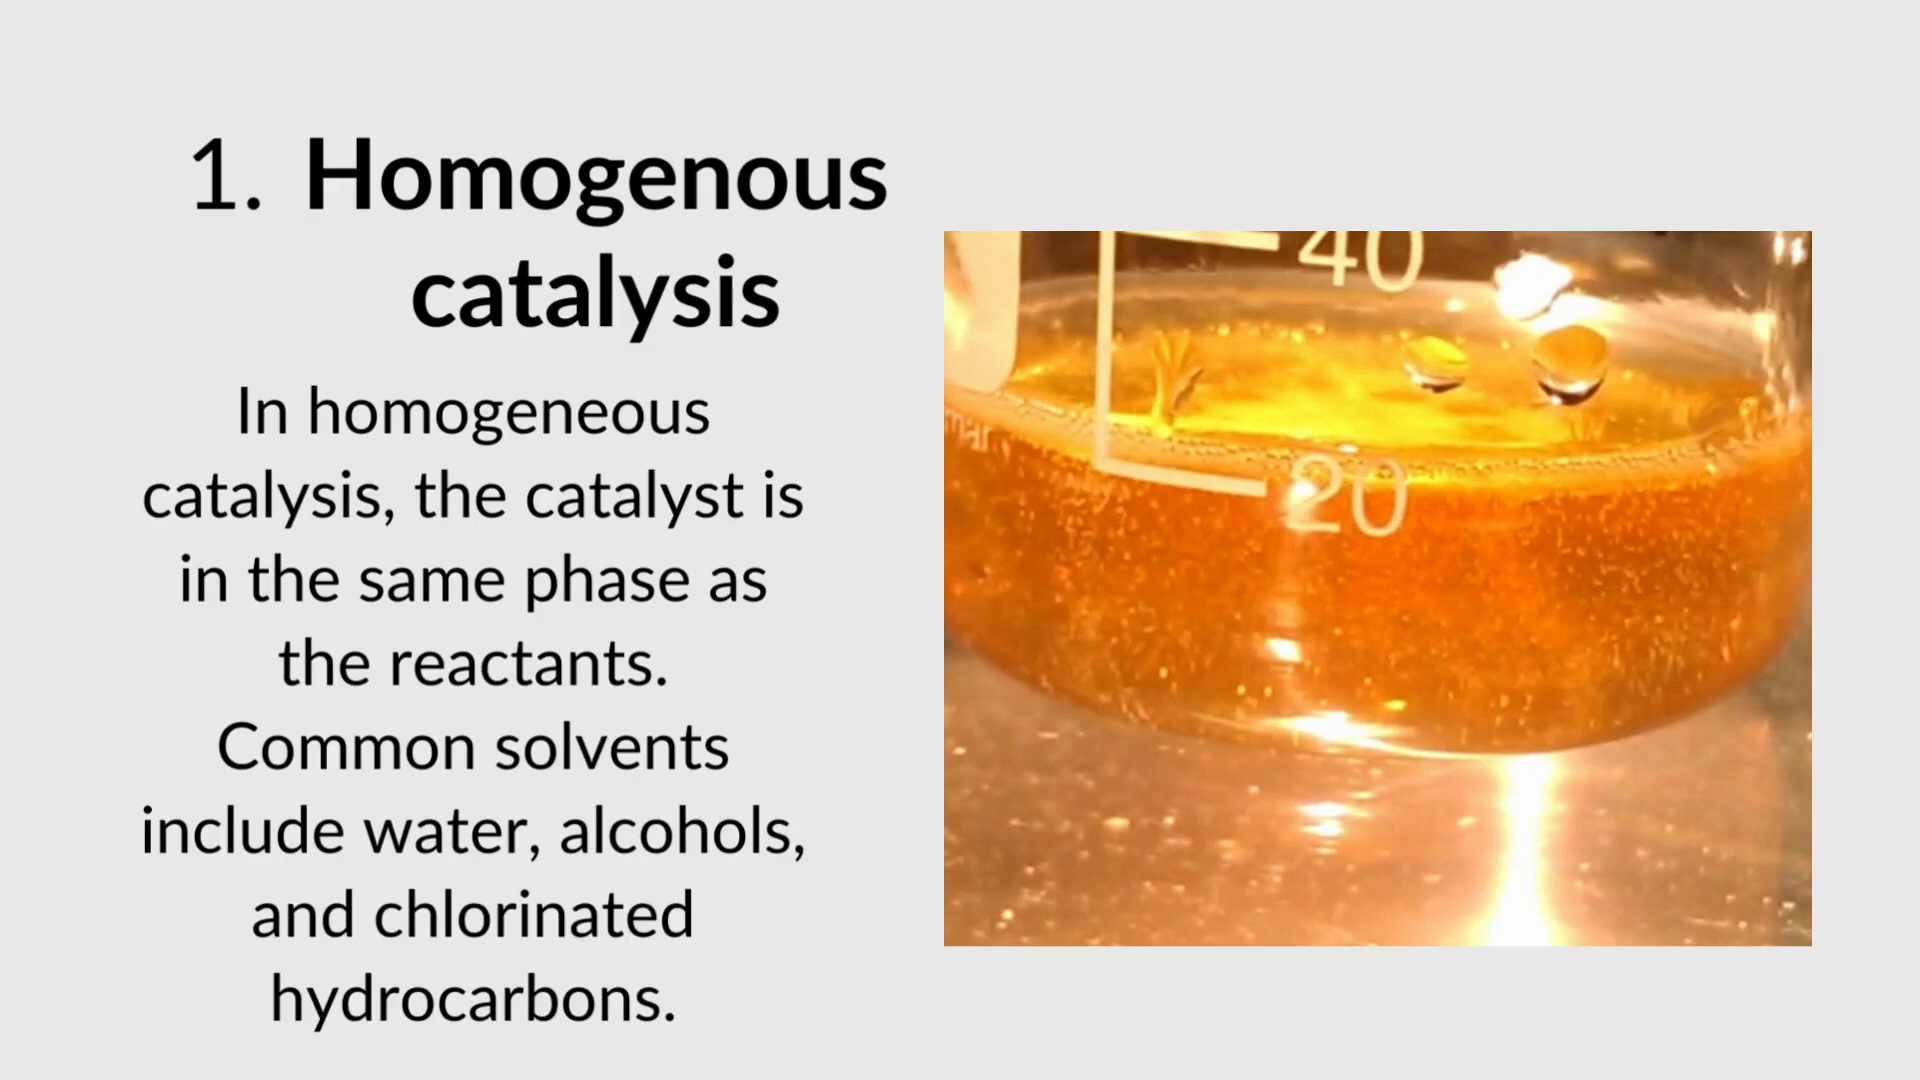 1. Homogenous
catalysis
In homogeneous
catalysis, the catalyst is
in the same phase as
the reactants.
Common solvents
include water, alcohols,
and chlorinated
hydrocarbons.
40
20